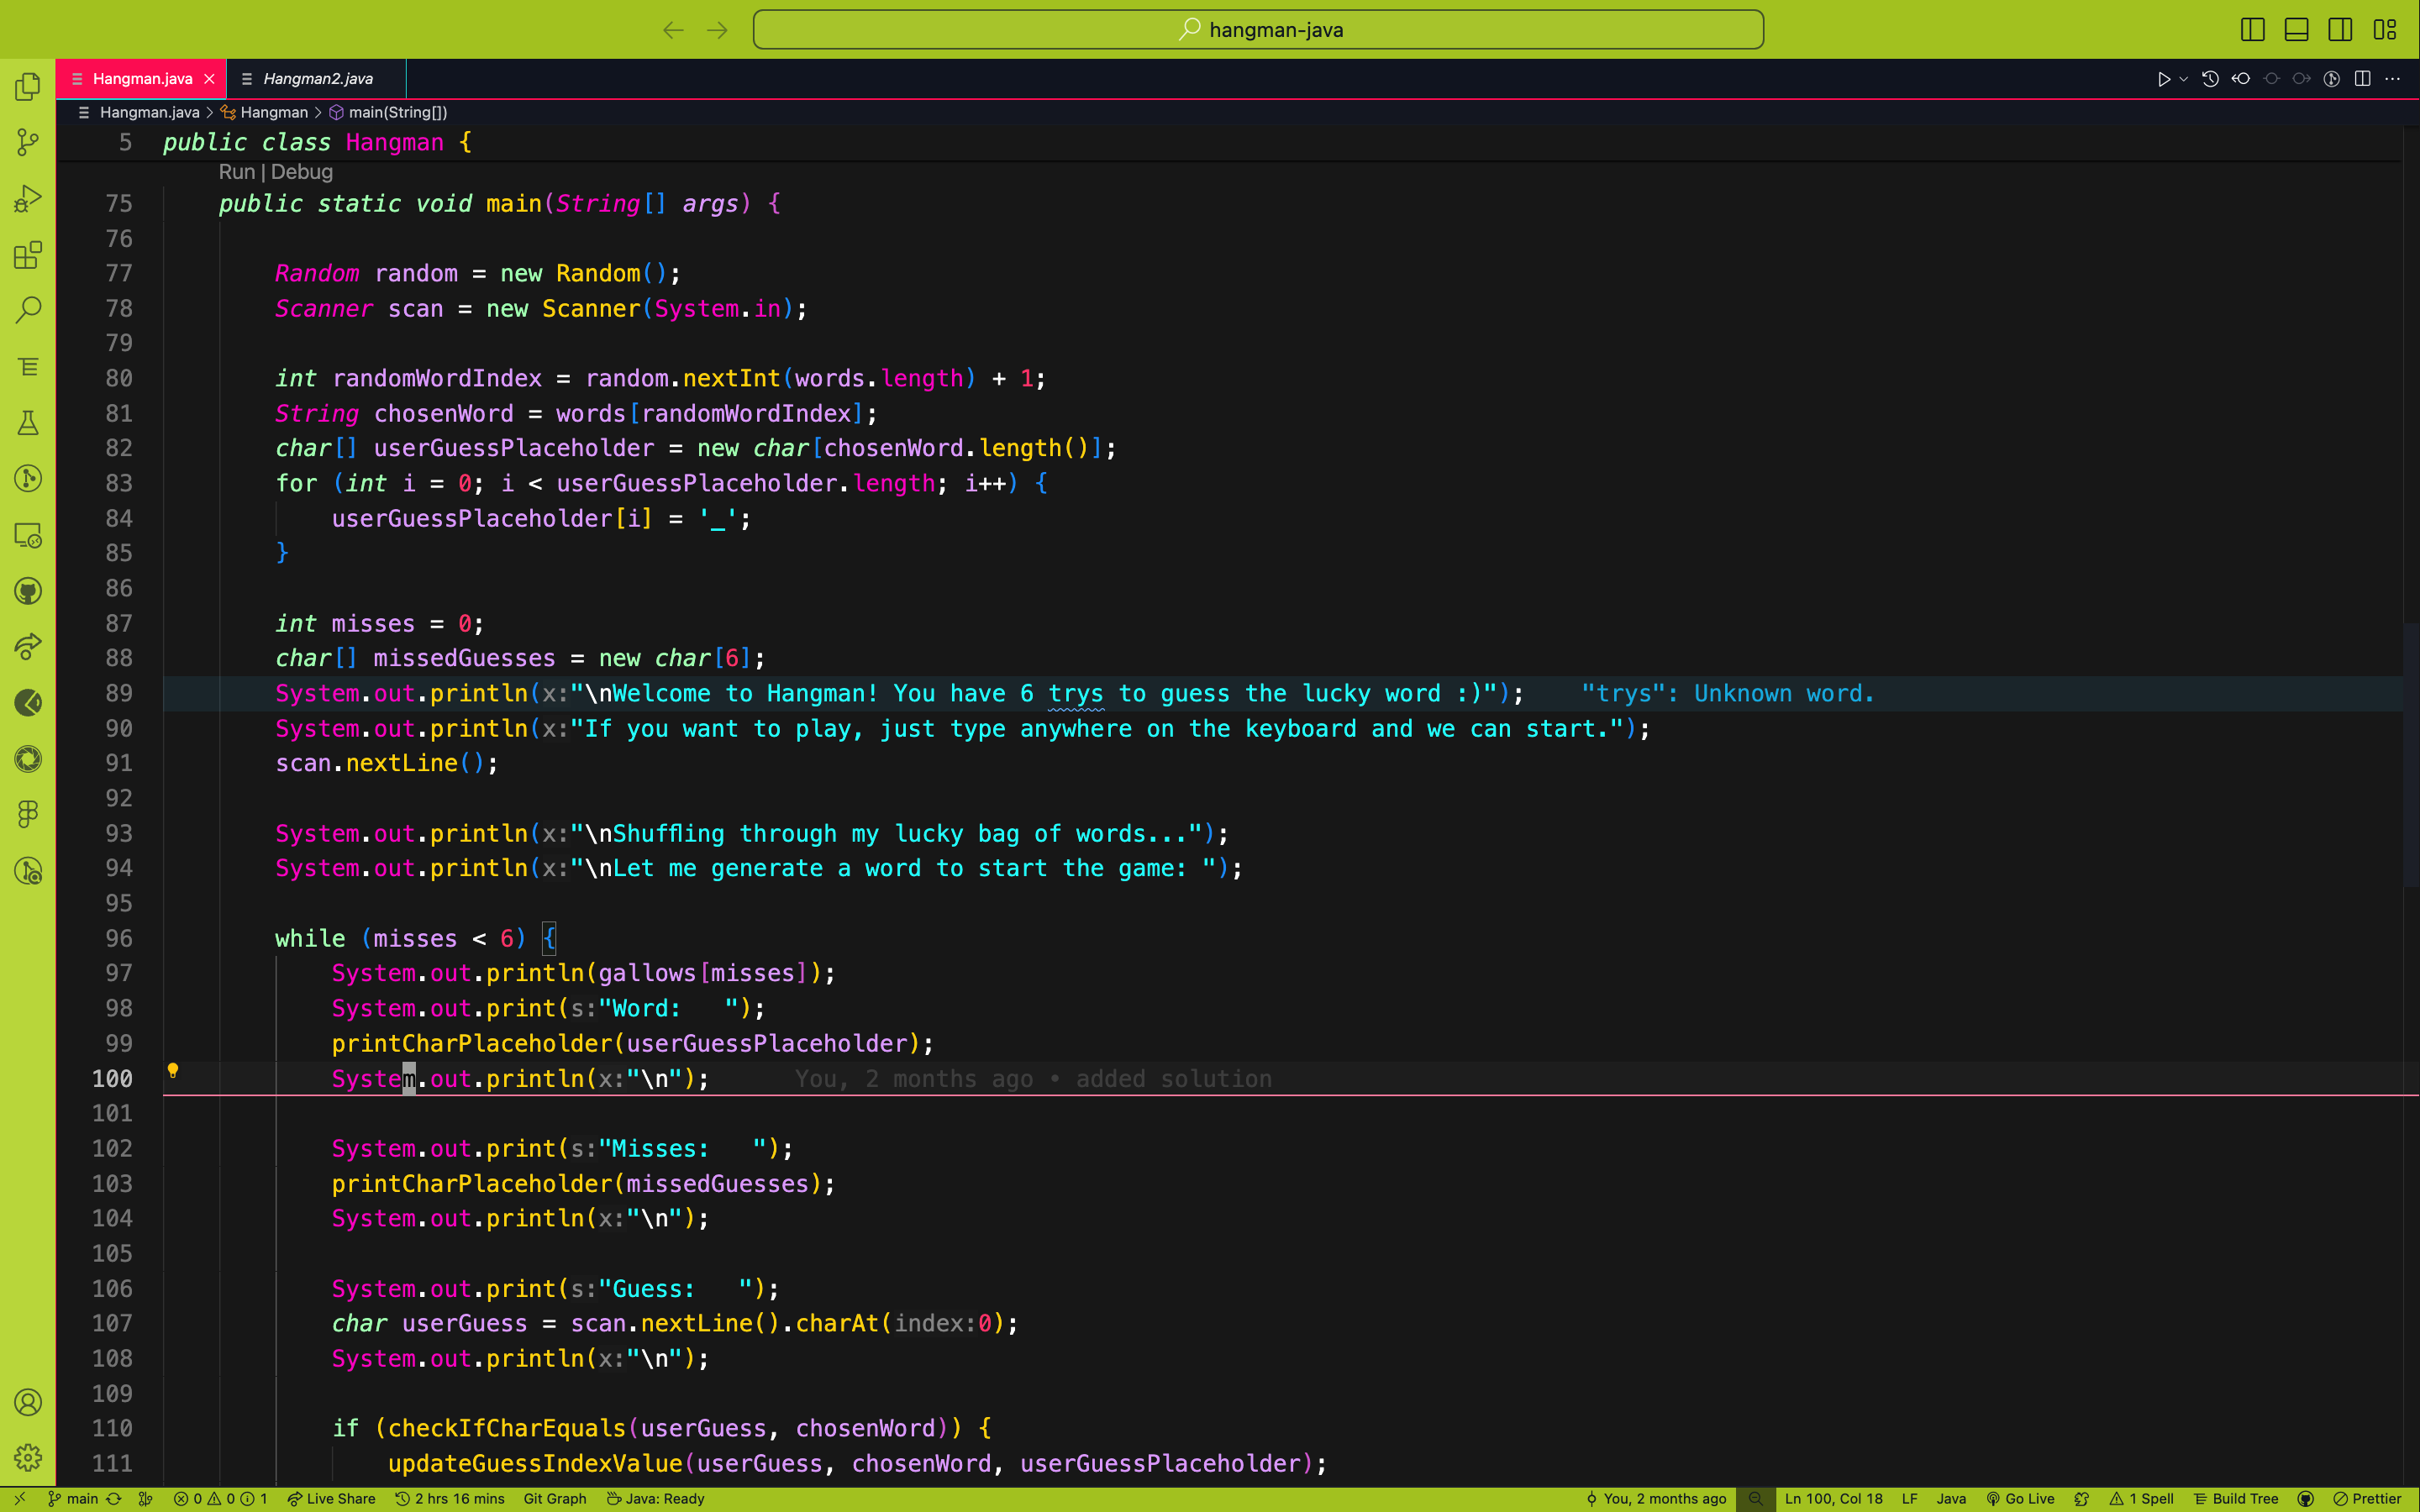 hangman-java
Hangman.java
Hangman2.java
Hangman.java > Hangman > main(String[])
5 public class Hangman {
Run | Debug
75 public static void main(String[] args) {
76
77 Random random = new Random();
78 Scanner scan = new Scanner(System.in);
79
80 int randomWordIndex = random.nextInt(words.length) + 1;
81 String chosenWord = words[randomWordIndex];
82 char[] userGuessPlaceholder = new char[chosenWord.length()];
83 for (int i = 0; i < userGuessPlaceholder.length; i++) {
84 userGuessPlaceholder[i] = '_';
85 }
86
87 int misses = 0;
88 char[] missedGuesses = new char[6];
89 System.out.println(x:"\nWelcome to Hangman! You have 6 trys to guess the lucky word :)"); "trys": Unknown word.
90 System.out.println(x:"If you want to play, just type anywhere on the keyboard and we can start.");
91 scan.nextLine();
92
93 System.out.println(x:"\nShuffling through my lucky bag of words...");
94 System.out.println(x:"\nLet me generate a word to start the game: ");
95
96 while (misses < 6) {
97 System.out.println(gallows[misses]);
98 System.out.print(s:"Word:   ");
99 printCharPlaceholder(userGuessPlaceholder);
100 System.out.println(x:"\n"); You, 2 months ago • added solution
101
102 System.out.print(s:"Misses:   ");
103 printCharPlaceholder(missedGuesses);
104 System.out.println(x:"\n");
105
106 System.out.print(s:"Guess:   ");
107 char userGuess = scan.nextLine().charAt(index:0);
108 System.out.println(x:"\n");
109
110 if (checkIfCharEquals(userGuess, chosenWord)) {
111 updateGuessIndexValue(userGuess, chosenWord, userGuessPlaceholder);
main 0 0 1 Live Share 2 hrs 16 mins Git Graph Java: Ready You, 2 months ago Ln 100, Col 18 LF Java Go Live 1 Spell Build Tree Prettier